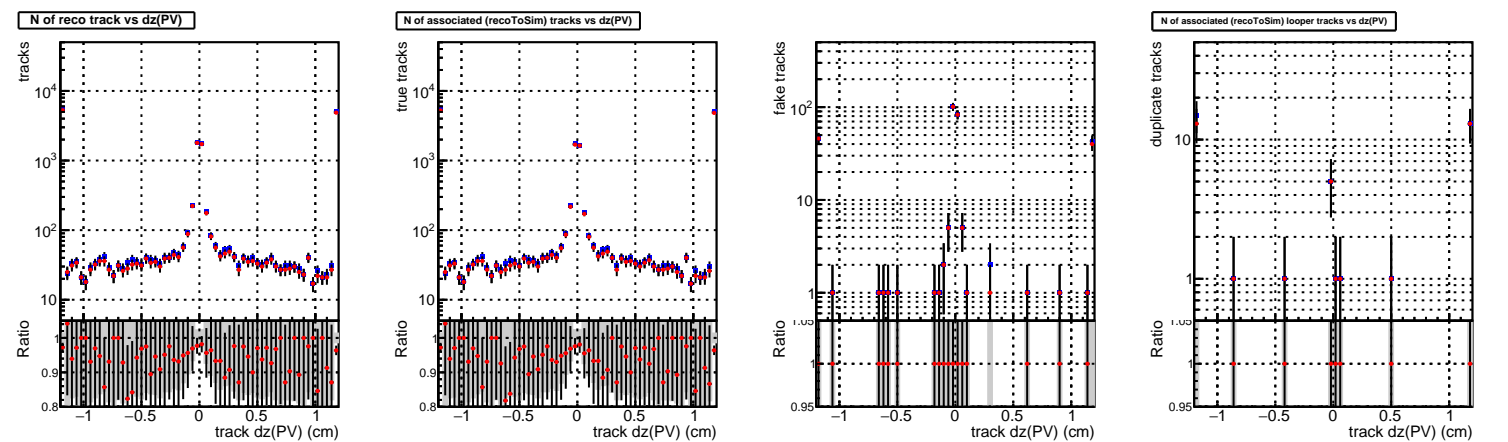 N of reco track vs dz(PV)
tracks
10^4
10^3
10^2
10
Ratio
1
0.9
0.8
−1 −0.5 0 0.5 1
track dz(PV) (cm)
N of associated (recoToSim) tracks vs dz(PV)
true tracks
10^4
10^3
10^2
10
Ratio
1
0.9
0.8
−1 −0.5 0 0.5 1
track dz(PV) (cm)
fake tracks
10^2
10
1
Ratio
1.05
1
0.95
−1 −0.5 0 0.5 1
track dz(PV) (cm)
N of associated (recoToSim) looper tracks vs dz(PV)
duplicate tracks
10
1
Ratio
1.05
1
0.95
−1 −0.5 0 0.5 1
track dz(PV) (cm)